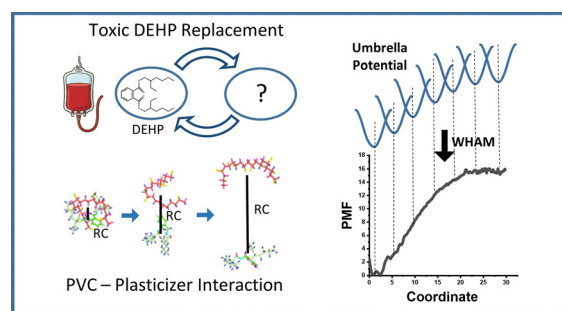 Toxic DEHP Replacement
?
DEHP
RC
RC
RC
PVC – Plasticizer Interaction
Umbrella
Potential
WHAM
PMF
18
16
14
12
10
8
6
4
2
0
0 5 10 15 20 25 30
Coordinate